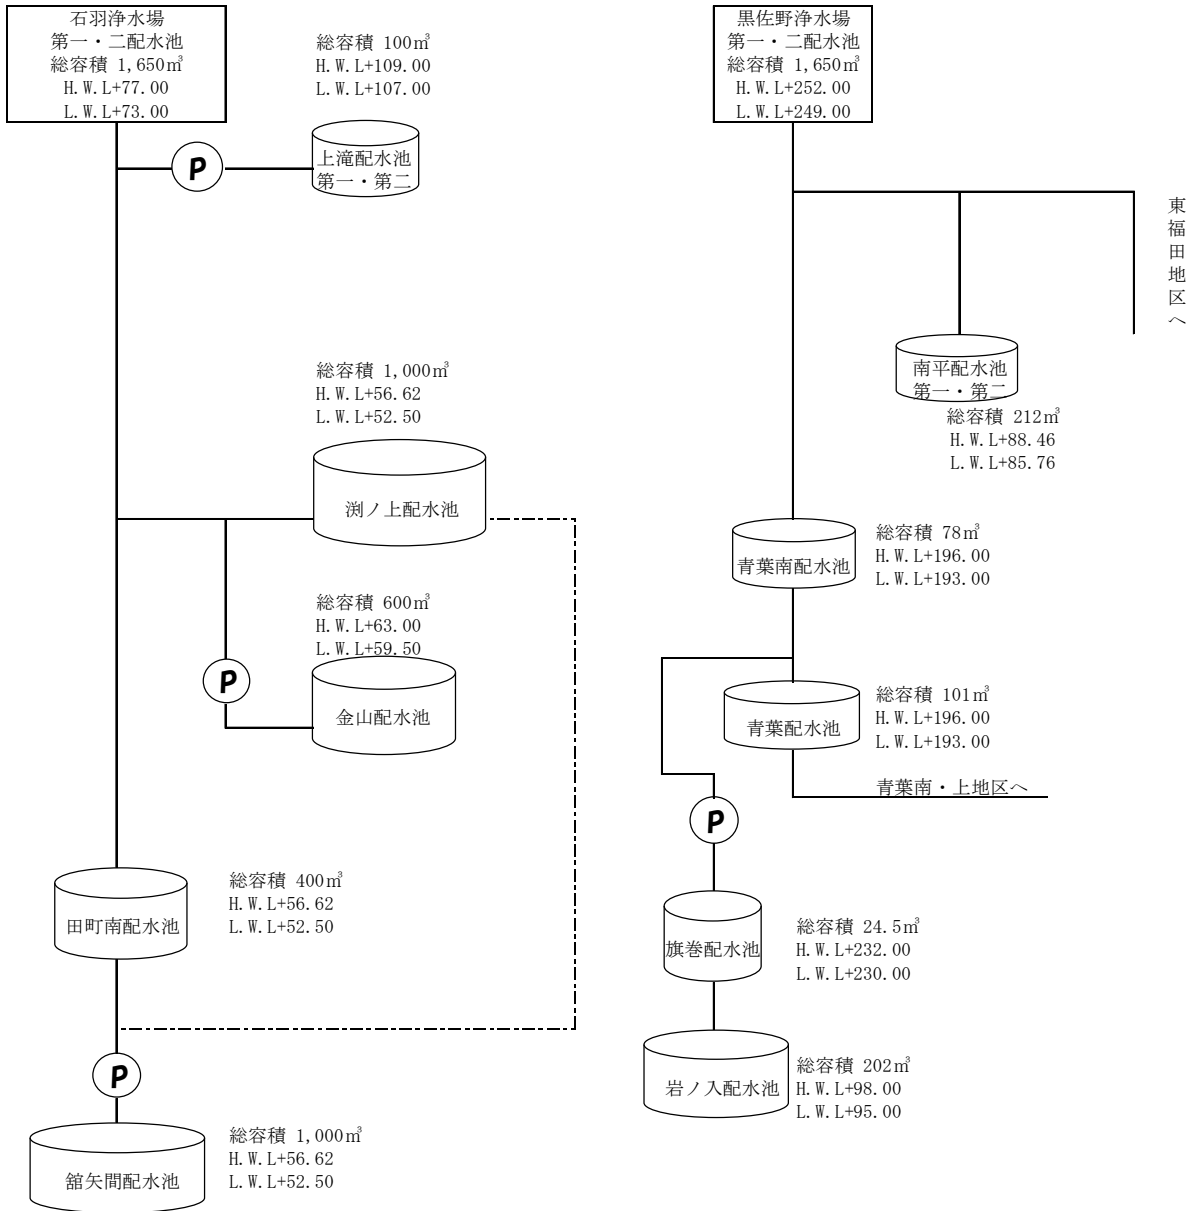 石羽浄水場
第一・二配水池
総容積 1,650㎥
H.W.L+77.00
L.W.L+73.00
総容積 100㎥
H.W.L+109.00
L.W.L+107.00
P
上滝配水池
第一・第二
総容積 1,000㎥
H.W.L+56.62
L.W.L+52.50
渕ノ上配水池
総容積 600㎥
H.W.L+63.00
L.W.L+59.50
P
金山配水池
総容積 400㎥
H.W.L+56.62
L.W.L+52.50
田町南配水池
P
総容積 1,000㎥
H.W.L+56.62
L.W.L+52.50
舘矢間配水池
黒佐野浄水場
第一・二配水池
総容積 1,650㎥
H.W.L+252.00
L.W.L+249.00
東福田地区へ
南平配水池
第一・第二
総容積 212㎥
H.W.L+88.46
L.W.L+85.76
総容積 78㎥
H.W.L+196.00
L.W.L+193.00
青葉南配水池
総容積 101㎥
H.W.L+196.00
L.W.L+193.00
青葉配水池
青葉南・上地区へ
P
総容積 24.5㎥
H.W.L+232.00
L.W.L+230.00
旗巻配水池
総容積 202㎥
H.W.L+98.00
L.W.L+95.00
岩ノ入配水池